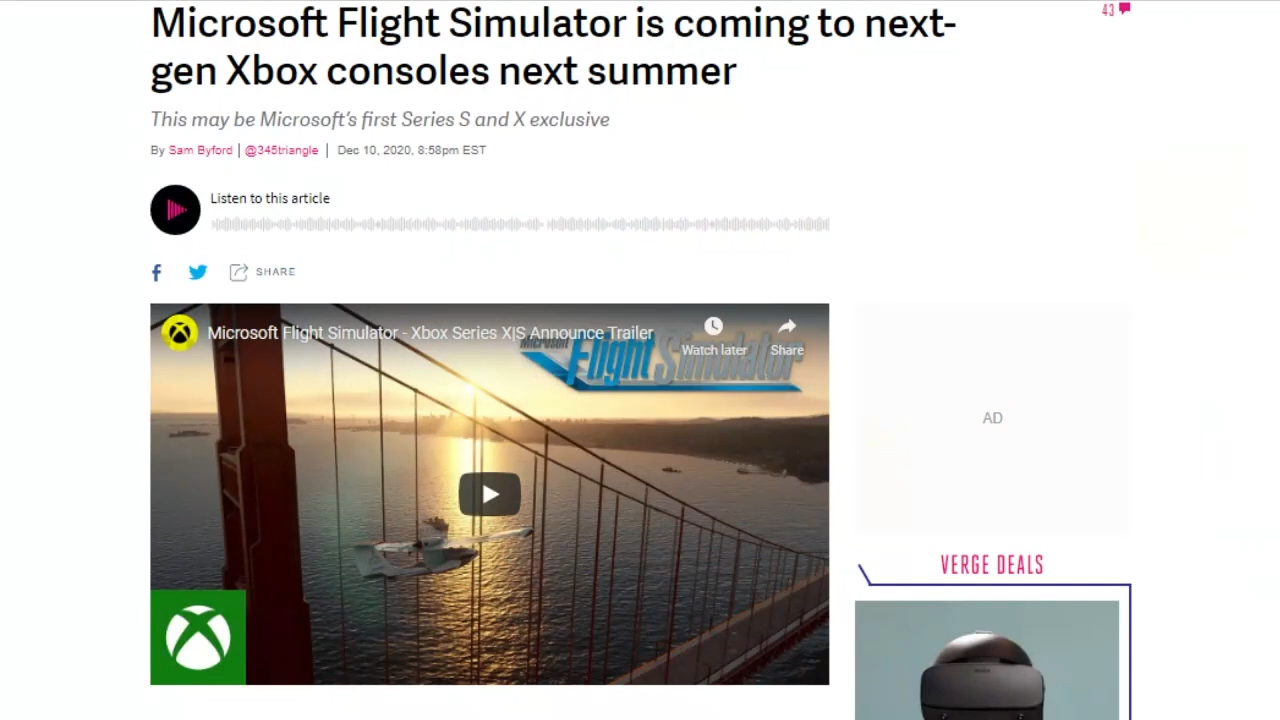 43
Microsoft Flight Simulator is coming to next-
gen Xbox consoles next summer
This may be Microsoft's first Series S and X exclusive
By Sam Byford | @345triangle | Dec 10, 2020, 8:58pm EST
Listen to this article
SHARE
Microsoft Flight Simulator - Xbox Series X|S Announce Trailer
Watch later
Share
Microsoft
Flight Simulator
AD
VERGE DEALS